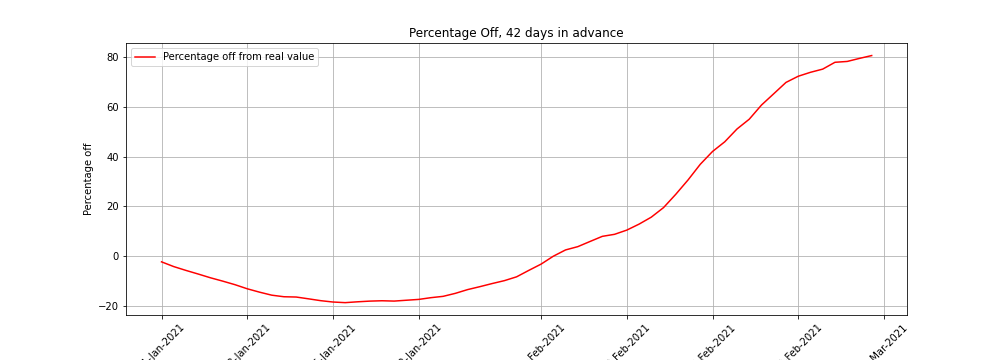 Percentage Off, 42 days in advance
Percentage off from real value
Percentage off
80
60
40
20
0
−20
-Jan-2021
-Jan-2021
-Jan-2021
-Jan-2021
Feb-2021
-Feb-2021
-Feb-2021
-Feb-2021
Mar-2021